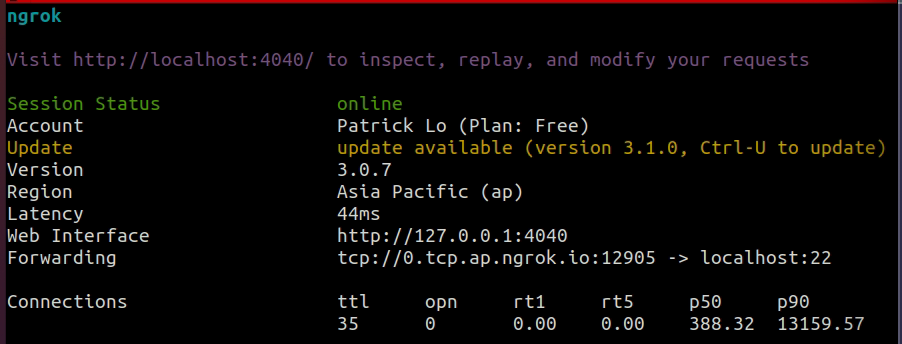 ngrok
Visit http://localhost:4040/ to inspect, replay, and modify your requests
Session Status online
Account Patrick Lo (Plan: Free)
Update update available (version 3.1.0, Ctrl-U to update)
Version 3.0.7
Region Asia Pacific (ap)
Latency 44ms
Web Interface http://127.0.0.1:4040
Forwarding tcp://0.tcp.ap.ngrok.io:12905 -> localhost:22
Connections ttl opn rt1 rt5 p50 p90
35 0 0.00 0.00 388.32 13159.57